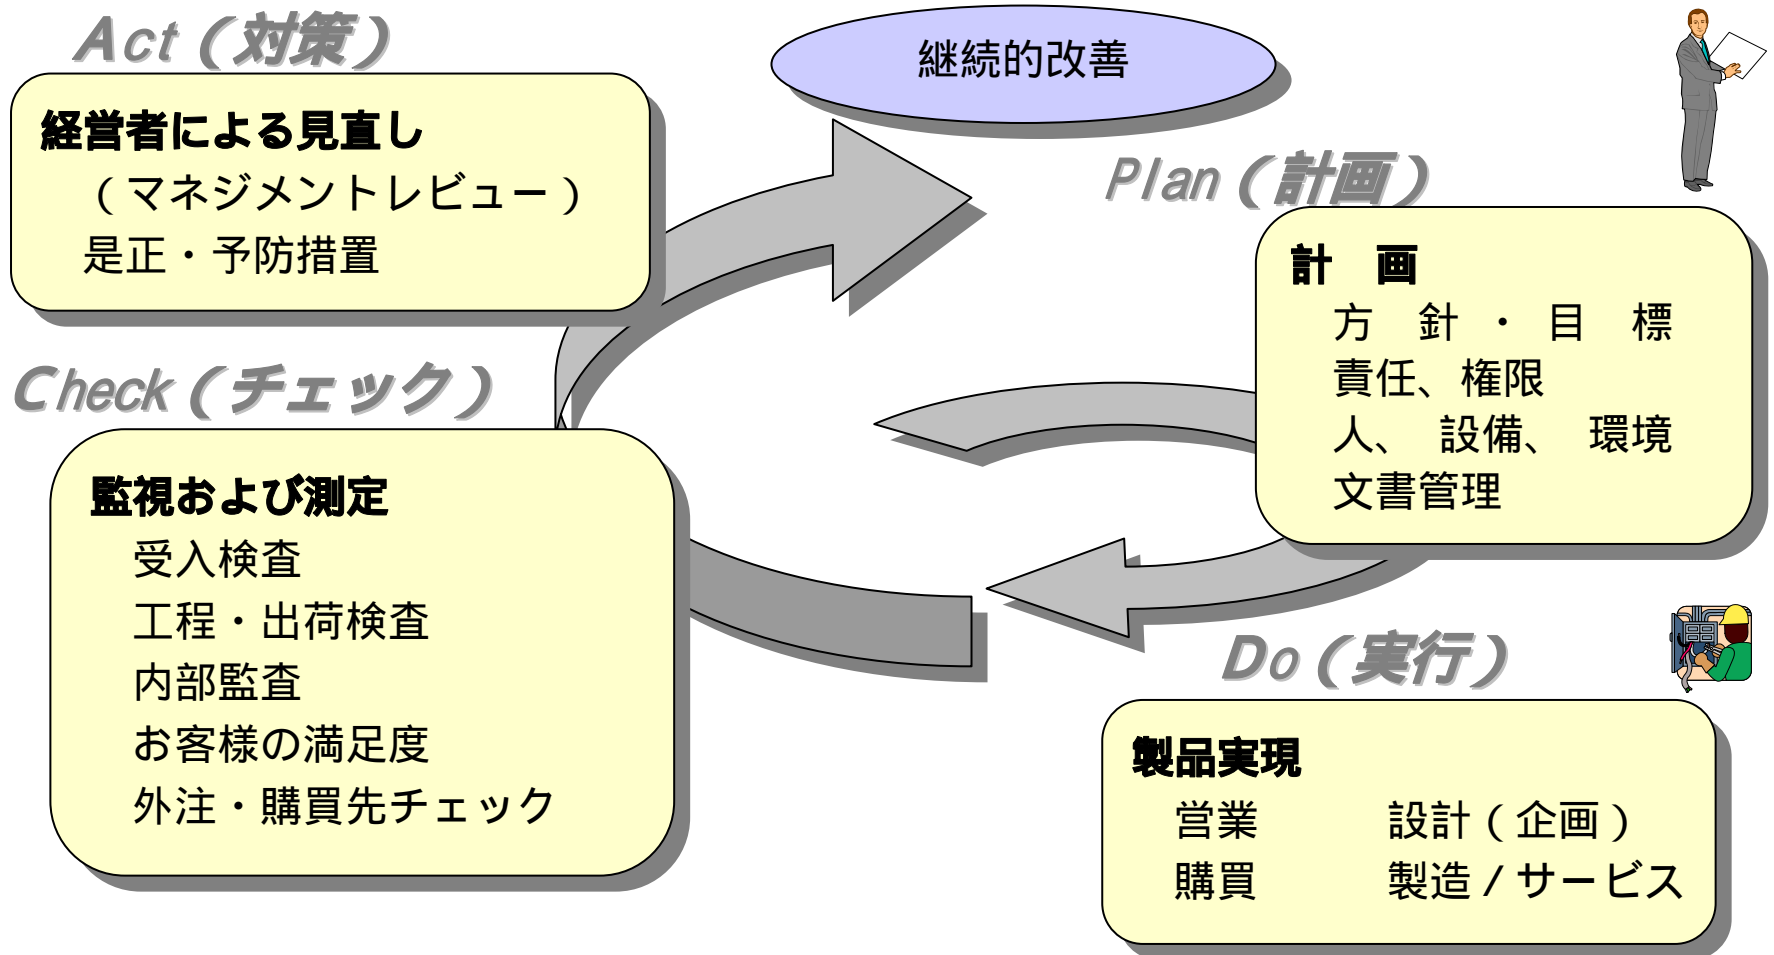 Act（対策）
経営者による見直し
（マネジメントレビュー）
是正・予防措置
継続的改善
Plan（計画）
計　画
方　針 ・ 目　標
責任、権限
人、 設備、 環境
文書管理
Check（チェック）
監視および測定
受入検査
工程・出荷検査
内部監査
お客様の満足度
外注・購買先チェック
Do（実行）
製品実現
営業　　　設計（企画）
購買　　　製造／サービス